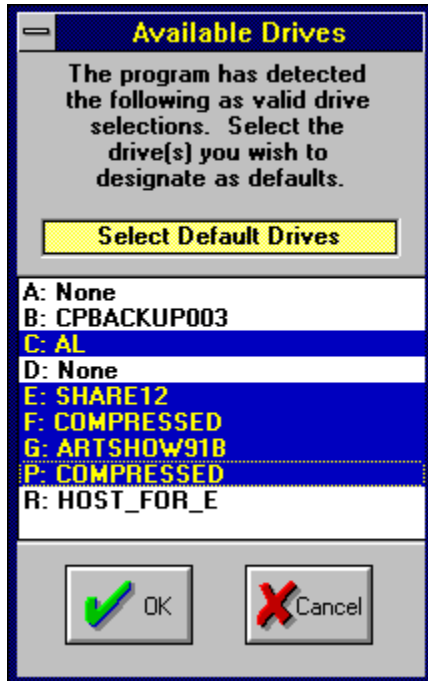 Available Drives
The program has detected
the following as valid drive
selections. Select the
drive(s) you wish to
designate as defaults.
Select Default Drives
A: None
B: CPBACKUP003
C: AL
D: None
E: SHARE12
F: COMPRESSED
G: ARTSHOW91B
P: COMPRESSED
R: HOST_FOR_E
OK
Cancel